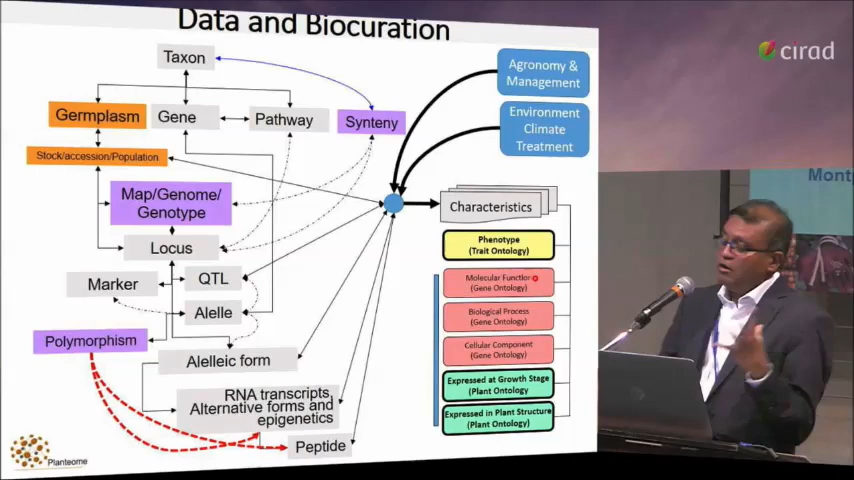 Data and Biocuration
cirad
Taxon
Agronomy &
Management
Germplasm
Gene
Pathway
Synteny
Environment
Climate
Treatment
Stock/accession/Population
Map/Genome/
Genotype
Characteristics
Locus
Phenotype
(Trait Ontology)
Marker
QTL
Molecular Function
(Gene Ontology)
Alelle
Biological Process
(Gene Ontology)
Polymorphism
Cellular Component
(Gene Ontology)
Alelleic form
Expressed at Growth Stage
(Plant Ontology
RNA transcripts,
Alternative forms and
epigenetics
Expressed in Plant Structure
(Plant Ontology)
Peptide
Planteome
Mont